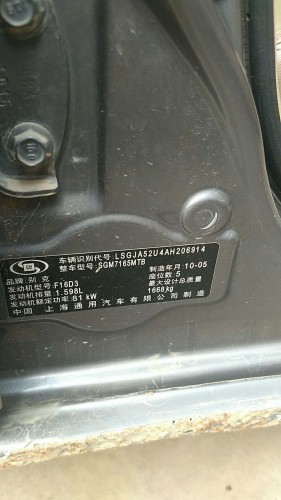 车辆识别代号 LSGJA52U4AH206914
整车型号 SGM7165MTB
品牌:别克 制造年月 10-05
发动机型号:F16D3 座位数 5
发动机排量:1.598L 最大设计总质量
发动机额定功率:81 kW 1668kg
中国 上海通用汽车有限公司 制造